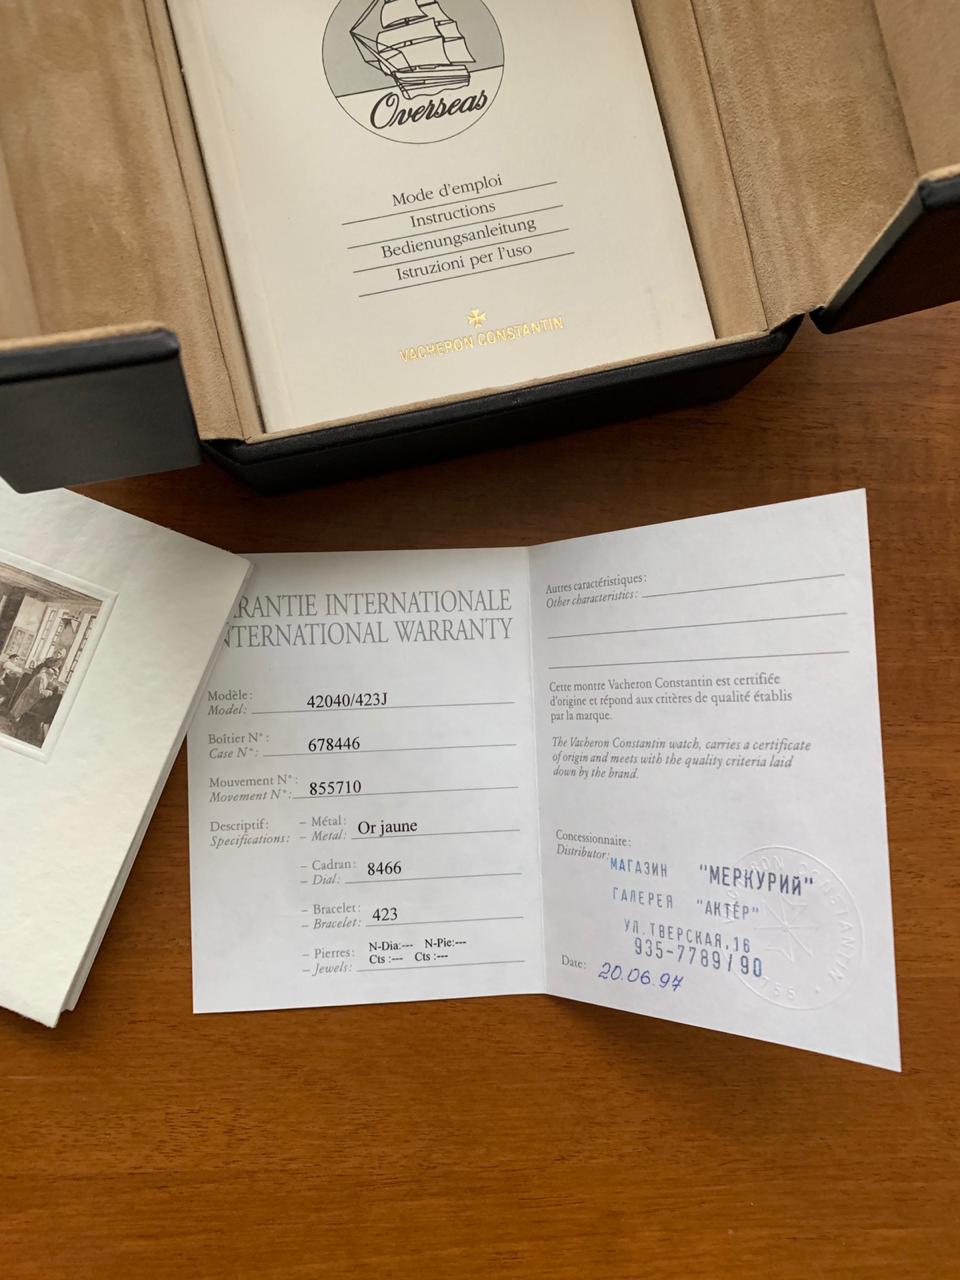 Overseas
Mode d'emploi
Instructions
Bedienungsanleitung
Istruzioni per l'uso
VACHERON CONSTANTIN
RANTIE INTERNATIONALE
NTERNATIONAL WARRANTY
Modèle:
Model: 42040/423J
Boîtier N°:
Case N°: 678446
Mouvement N°:
Movement N°: 855710
Descriptif: – Métal:
Specifications: – Metal: Or jaune
– Cadran:
– Dial: 8466
– Bracelet:
– Bracelet: 423
– Pierres: N-Dia:--- N-Pie:---
– Jewels: Cts :--- Cts :---
Autres caractéristiques:
Other characteristics:
Cette montre Vacheron Constantin est certifiée
d'origine et répond aux critères de qualité établis
par la marque.
The Vacheron Constantin watch, carries a certificate
of origin and meets with the quality criteria laid
down by the brand.
Concessionnaire:
Distributor:
МАГАЗИН "МЕРКУРИЙ"
ГАЛЕРЕЯ "АКТЁР"
УЛ.ТВЕРСКАЯ,16
935-7789/90
Date: 20.06.97
CONSTANTIN